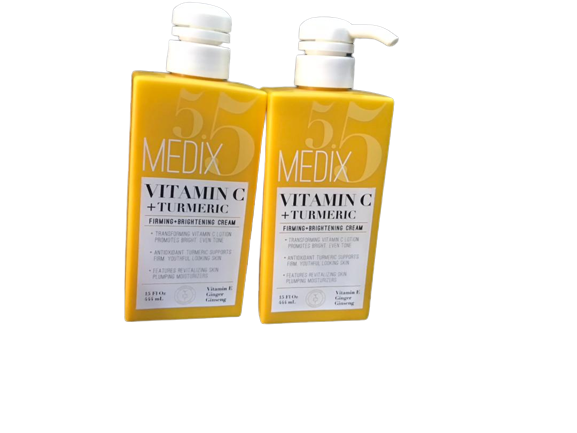 5.5
MEDIX
VITAMIN C
+TURMERIC
FIRMING+BRIGHTENING CREAM
• TRANSFORMING VITAMIN C LOTION
PROMOTES BRIGHT EVEN TONE
• ANTIOXIDANT TURMERIC SUPPORTS
FIRM, YOUTHFUL LOOKING SKIN
• FEATURES REVITALIZING SKIN
PLUMPING MOISTURIZERS
15 Fl Oz.
444 mL.
Vitamin E
Ginger
Ginseng
5.5
MEDIX
VITAMIN C
+TURMERIC
FIRMING+BRIGHTENING CREAM
• TRANSFORMING VITAMIN C LOTION
PROMOTES BRIGHT EVEN TONE
• ANTIOXIDANT TURMERIC SUPPORTS
FIRM, YOUTHFUL LOOKING SKIN
• FEATURES REVITALIZING SKIN
PLUMPING MOISTURIZERS
15 Fl Oz.
444 mL.
Vitamin E
Ginger
Ginseng